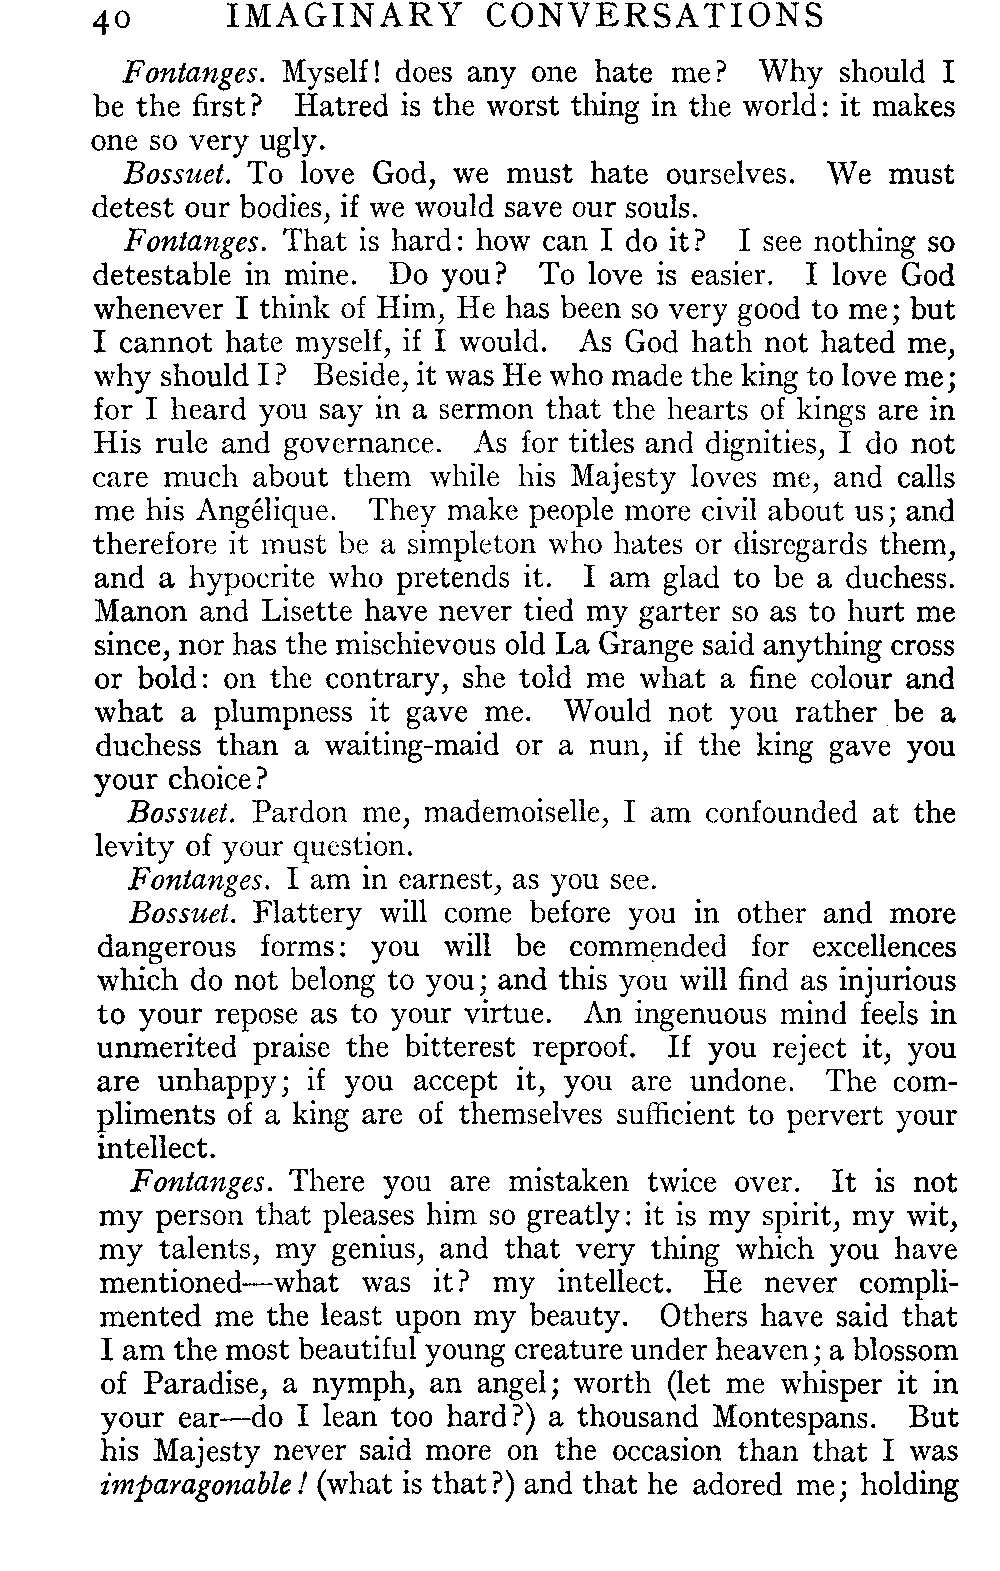 40 IMAGINARY CONVERSATIONS
Fontanges. Myself! does any one hate me? Why should I
be the first? Hatred is the worst thing in the world: it makes
one so very ugly.
Bossuet. To love God, we must hate ourselves. We must
detest our bodies, if we would save our souls.
Fontanges. That is hard: how can I do it? I see nothing so
detestable in mine. Do you? To love is easier. I love God
whenever I think of Him, He has been so very good to me; but
I cannot hate myself, if I would. As God hath not hated me,
why should I? Beside, it was He who made the king to love me;
for I heard you say in a sermon that the hearts of kings are in
His rule and governance. As for titles and dignities, I do not
care much about them while his Majesty loves me, and calls
me his Angélique. They make people more civil about us; and
therefore it must be a simpleton who hates or disregards them,
and a hypocrite who pretends it. I am glad to be a duchess.
Manon and Lisette have never tied my garter so as to hurt me
since, nor has the mischievous old La Grange said anything cross
or bold: on the contrary, she told me what a fine colour and
what a plumpness it gave me. Would not you rather be a
duchess than a waiting-maid or a nun, if the king gave you
your choice?
Bossuet. Pardon me, mademoiselle, I am confounded at the
levity of your question.
Fontanges. I am in earnest, as you see.
Bossuet. Flattery will come before you in other and more
dangerous forms: you will be commended for excellences
which do not belong to you; and this you will find as injurious
to your repose as to your virtue. An ingenuous mind feels in
unmerited praise the bitterest reproof. If you reject it, you
are unhappy; if you accept it, you are undone. The com-
pliments of a king are of themselves sufficient to pervert your
intellect.
Fontanges. There you are mistaken twice over. It is not
my person that pleases him so greatly: it is my spirit, my wit,
my talents, my genius, and that very thing which you have
mentioned—what was it? my intellect. He never compli-
mented me the least upon my beauty. Others have said that
I am the most beautiful young creature under heaven; a blossom
of Paradise, a nymph, an angel; worth (let me whisper it in
your ear—do I lean too hard?) a thousand Montespans. But
his Majesty never said more on the occasion than that I was
imparagonable! (what is that?) and that he adored me; holding